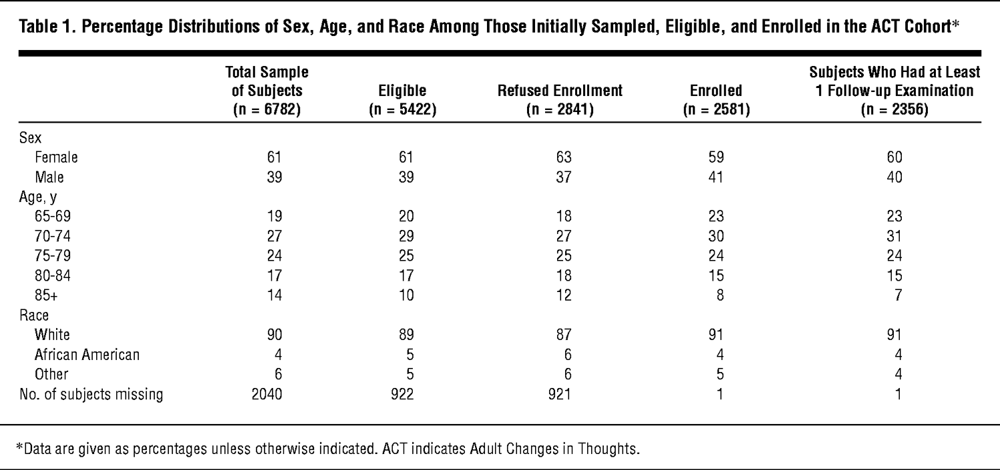 Table 1. Percentage Distributions of Sex, Age, and Race Among Those Initially Sampled, Eligible, and Enrolled in the ACT Cohort*
Total Sample of Subjects (n = 6782) Eligible (n = 5422) Refused Enrollment (n = 2841) Enrolled (n = 2581) Subjects Who Had at Least 1 Follow-up Examination (n = 2356)
Sex
Female 61 61 63 59 60
Male 39 39 37 41 40
Age, y
65-69 19 20 18 23 23
70-74 27 29 27 30 31
75-79 24 25 25 24 24
80-84 17 17 18 15 15
85+ 14 10 12 8 7
Race
White 90 89 87 91 91
African American 4 5 6 4 4
Other 6 5 6 5 4
No. of subjects missing 2040 922 921 1 1
*Data are given as percentages unless otherwise indicated. ACT indicates Adult Changes in Thoughts.